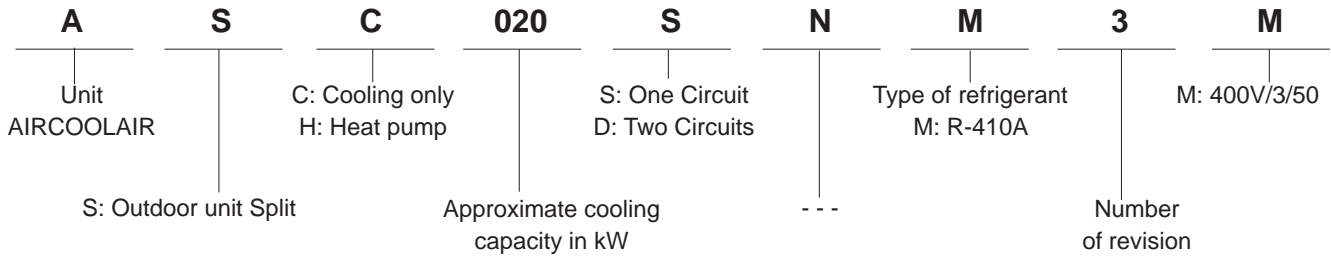 A S C 020 S N M 3 M
Unit
AIRCOOLAIR
C: Cooling only
H: Heat pump
S: One Circuit
D: Two Circuits
Type of refrigerant
M: R-410A
M: 400V/3/50
S: Outdoor unit Split
Approximate cooling
capacity in kW
- - -
Number
of revision